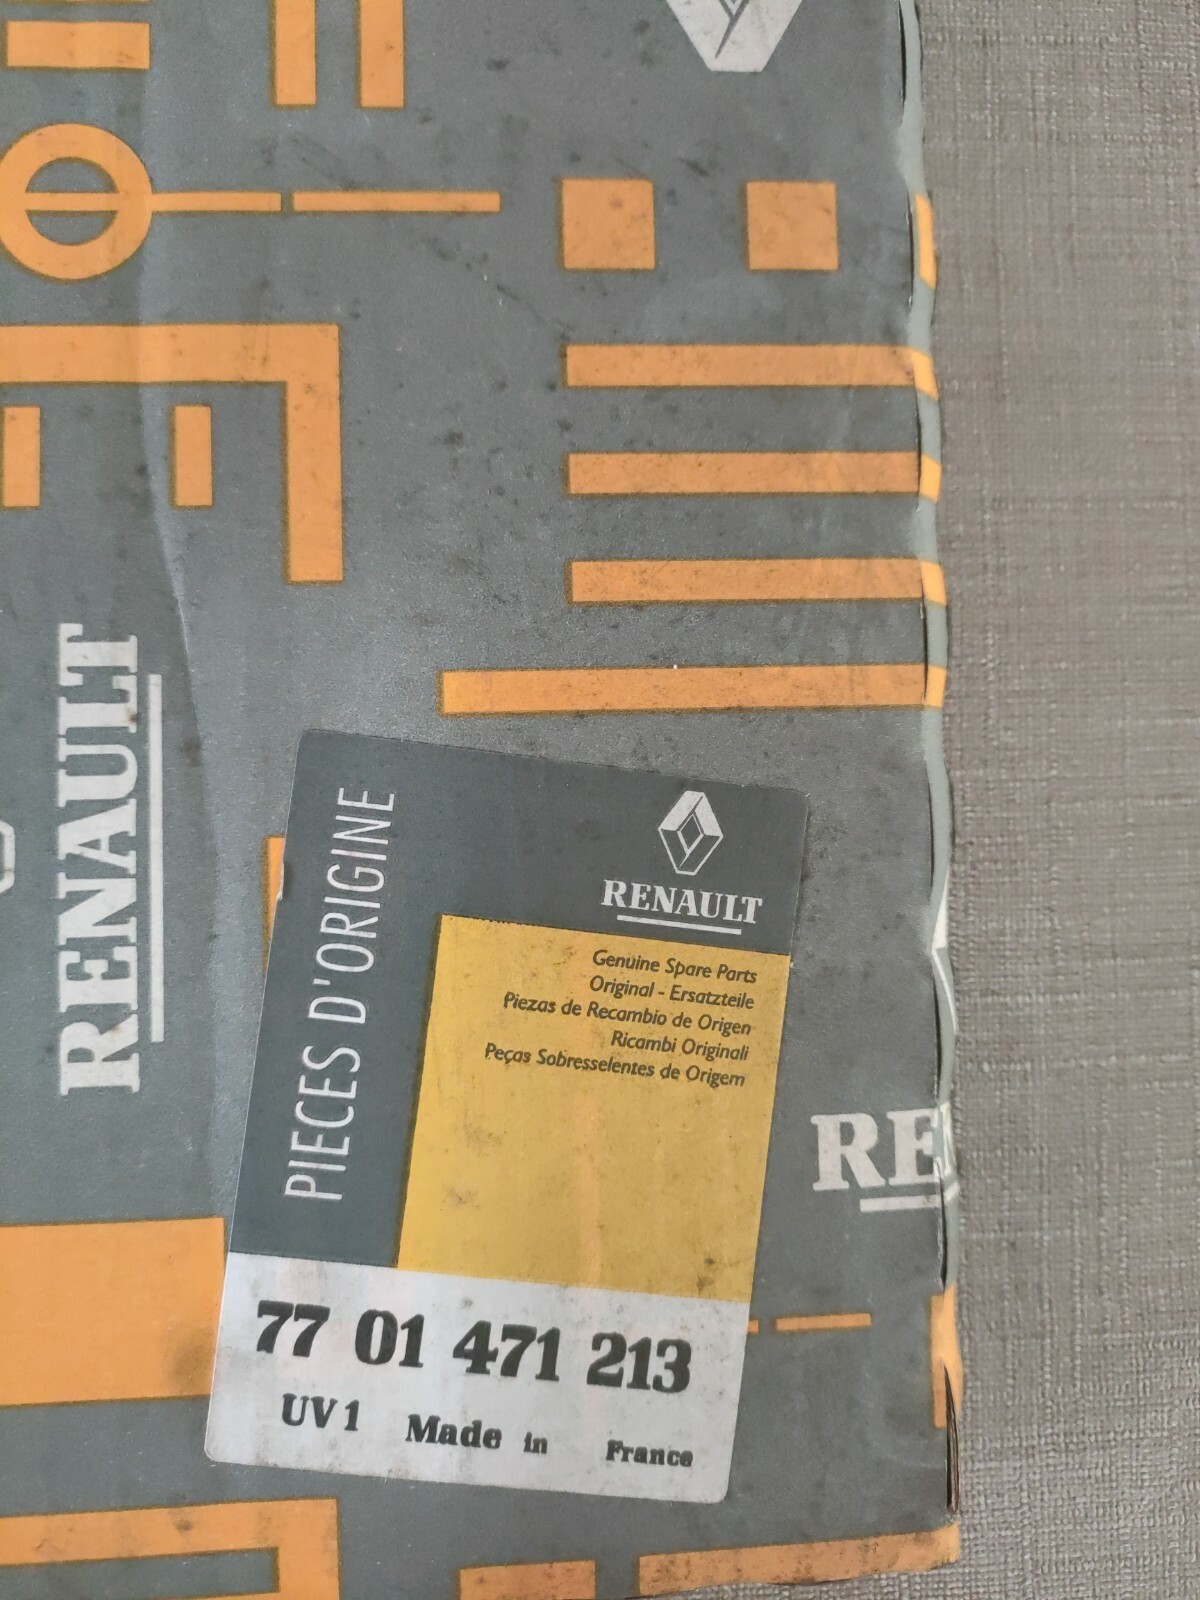 RENAULT
PIECES D'ORIGINE
RENAULT
Genuine Spare Parts
Original - Ersatzteile
Piezas de Recambio de Origen
Ricambi Originali
Peças Sobresselentes de Origem
REN
77 01 471 213
UV1 Made in France